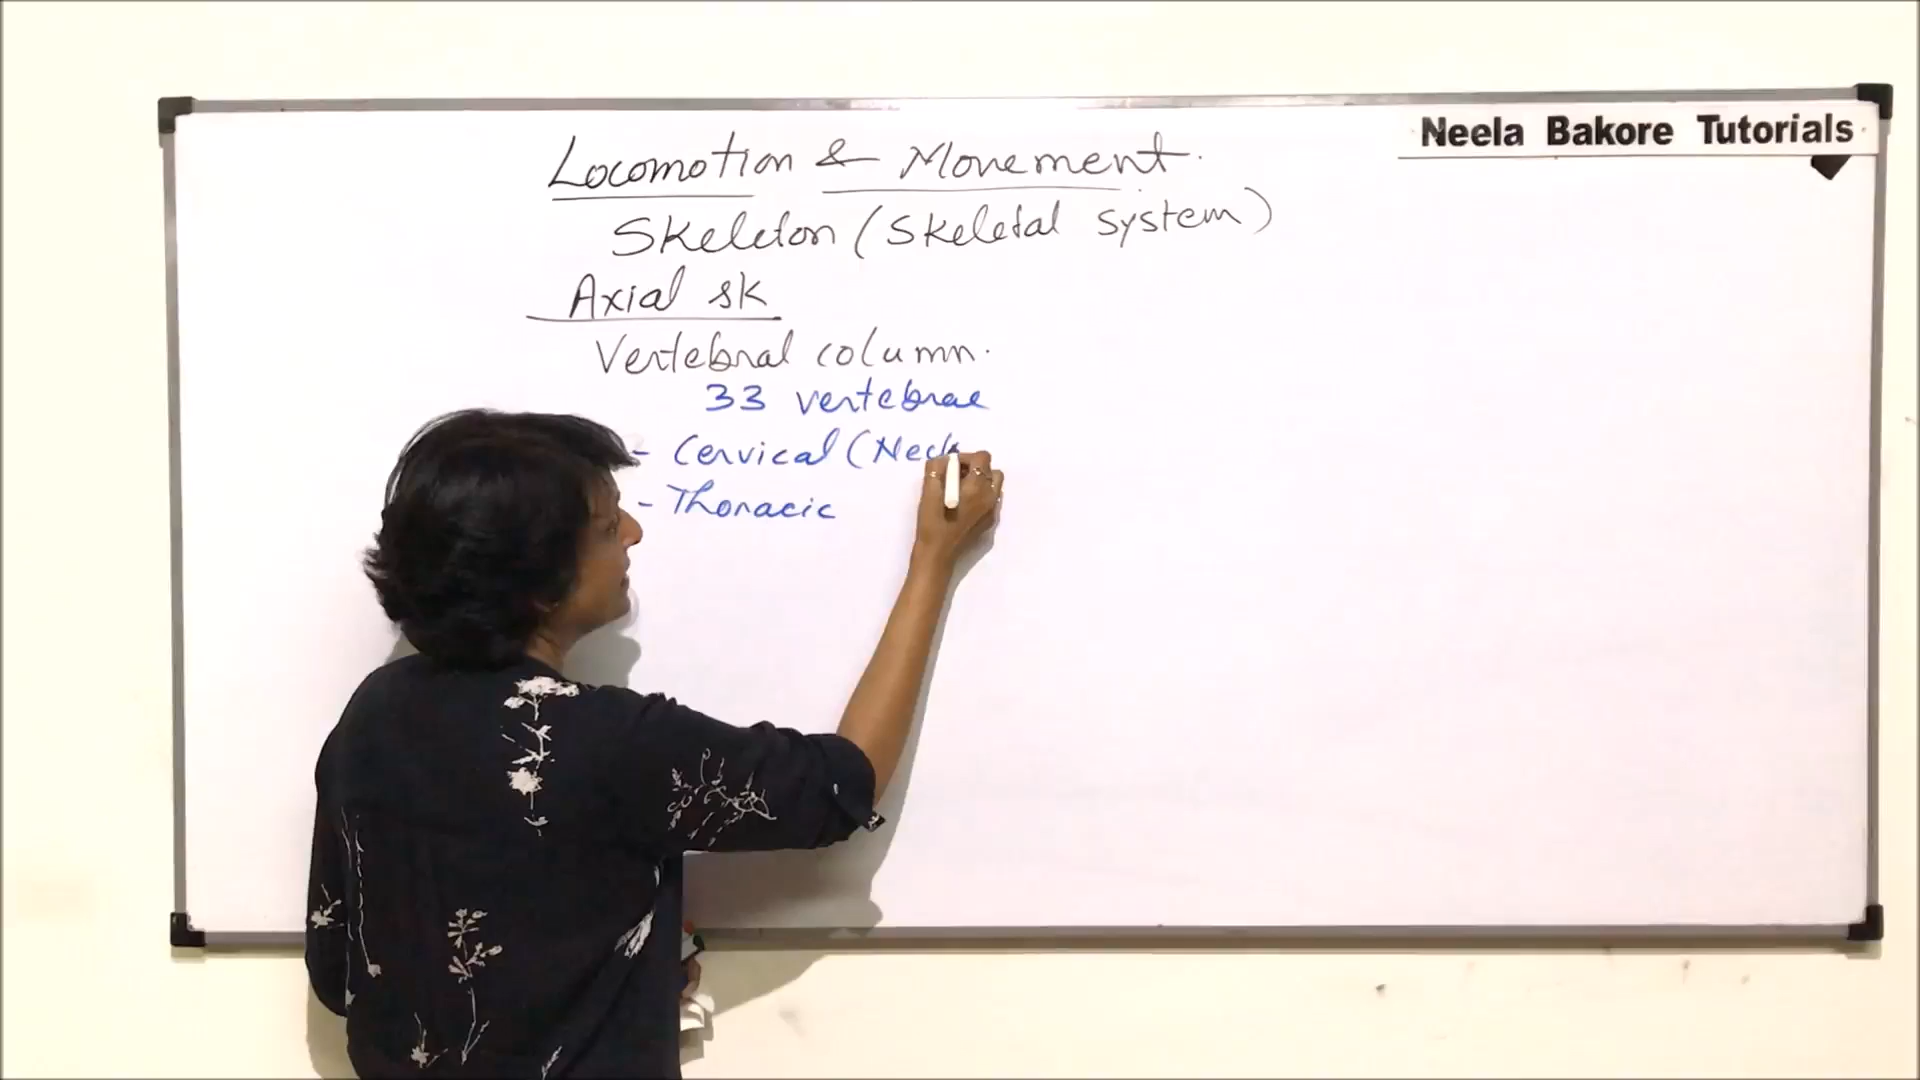 Neela Bakore Tutorials
Locomotion & Movement.
Skeleton (Skeletal system)
Axial sk
Vertebral column.
33 vertebrae
- Cervical (Neck
- Thoracic